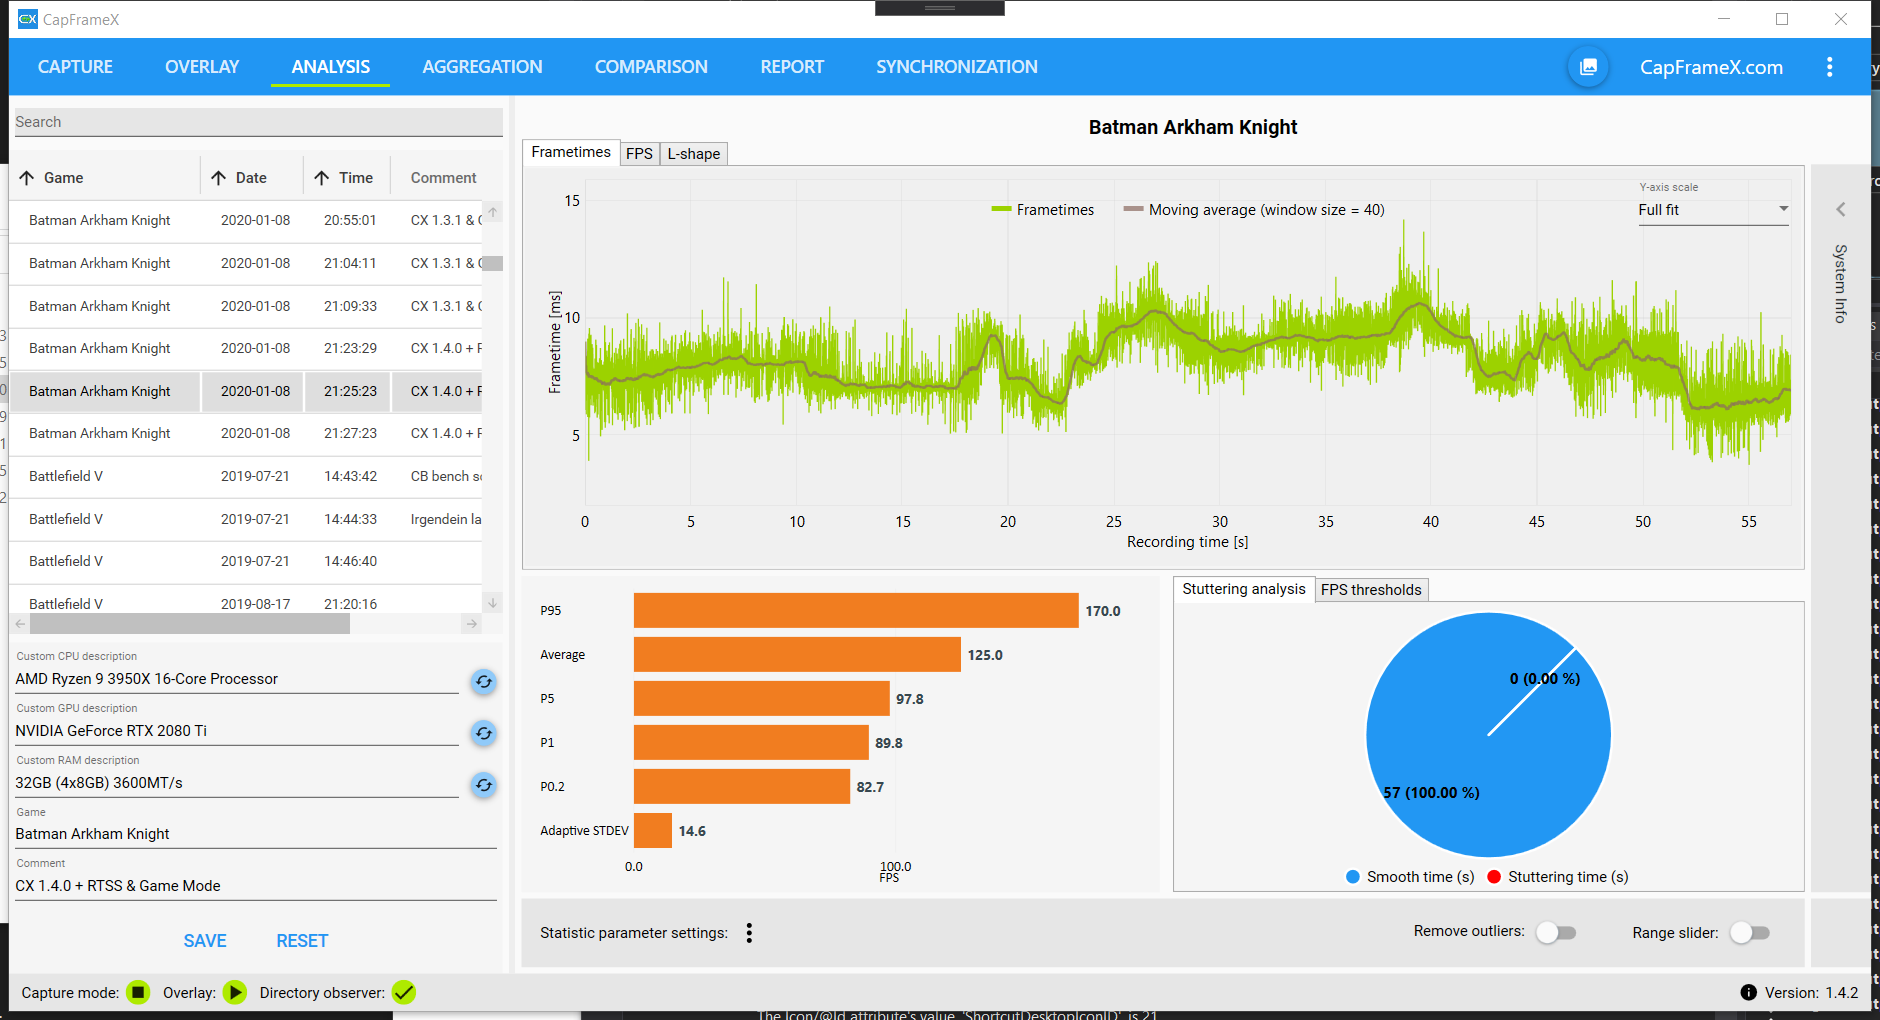 CX CapFrameX
CAPTURE OVERLAY ANALYSIS AGGREGATION COMPARISON REPORT SYNCHRONIZATION CapFrameX.com
Search
Game Date Time Comment
Batman Arkham Knight 2020-01-08 20:55:01 CX 1.3.1 &
Batman Arkham Knight 2020-01-08 21:04:11 CX 1.3.1 &
Batman Arkham Knight 2020-01-08 21:09:33 CX 1.3.1 &
Batman Arkham Knight 2020-01-08 21:23:29 CX 1.4.0 +
Batman Arkham Knight 2020-01-08 21:25:23 CX 1.4.0 +
Batman Arkham Knight 2020-01-08 21:27:23 CX 1.4.0 +
Battlefield V 2019-07-21 14:43:42 CB bench
Battlefield V 2019-07-21 14:44:33 Irgendein la
Battlefield V 2019-07-21 14:46:40
Battlefield V 2019-08-17 21:20:16
Custom CPU description
AMD Ryzen 9 3950X 16-Core Processor
Custom GPU description
NVIDIA GeForce RTX 2080 Ti
Custom RAM description
32GB (4x8GB) 3600MT/s
Game
Batman Arkham Knight
Comment
CX 1.4.0 + RTSS & Game Mode
SAVE RESET
Batman Arkham Knight
Frametimes FPS L-shape
Y-axis scale
Full fit
Frametimes Moving average (window size = 40)
15
10
5
Frametime [ms]
0 5 10 15 20 25 30 35 40 45 50 55
Recording time [s]
System Info
P95 170.0
Average 125.0
P5 97.8
P1 89.8
P0.2 82.7
Adaptive STDEV 14.6
0.0 100.0
FPS
Stuttering analysis FPS thresholds
0 (0.00 %)
57 (100.00 %)
Smooth time (s) Stuttering time (s)
Statistic parameter settings: Remove outliers: Range slider:
Capture mode: Overlay: Directory observer: Version: 1.4.2
The Icon/@Id attribute's value, 'ShortcutDesktopIconID', is 21